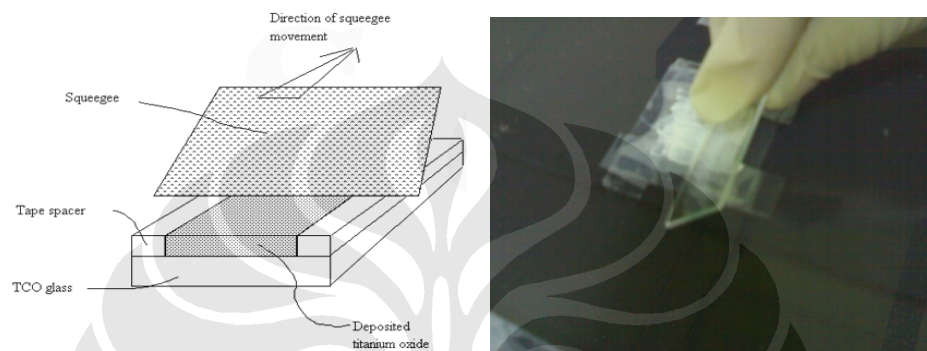 Direction of squeegee
movement
Squeegee
Tape spacer
TCO glass
Deposited
titanium oxide